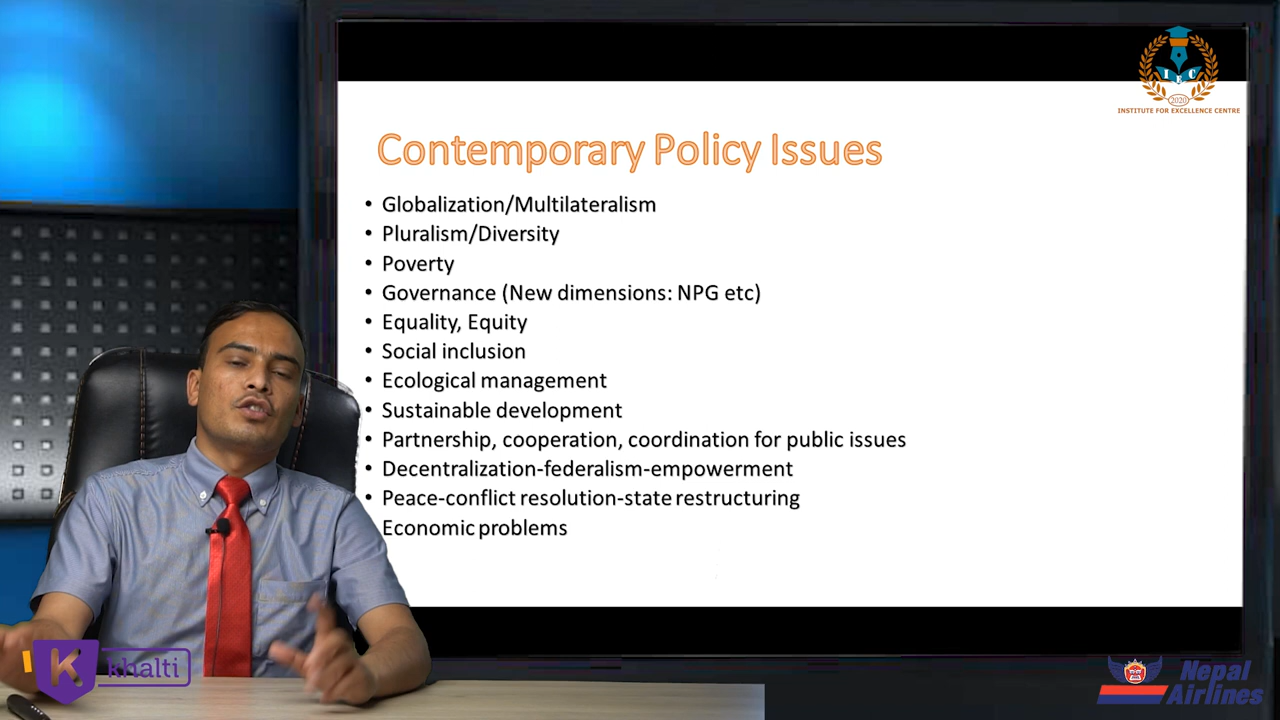 I E C
2020
INSTITUTE FOR EXCELLENCE CENTRE
Contemporary Policy Issues
• Globalization/Multilateralism
• Pluralism/Diversity
• Poverty
• Governance (New dimensions: NPG etc)
• Equality, Equity
• Social inclusion
• Ecological management
• Sustainable development
• Partnership, cooperation, coordination for public issues
• Decentralization-federalism-empowerment
• Peace-conflict resolution-state restructuring
Economic problems
K khalti
Nepal
Airlines